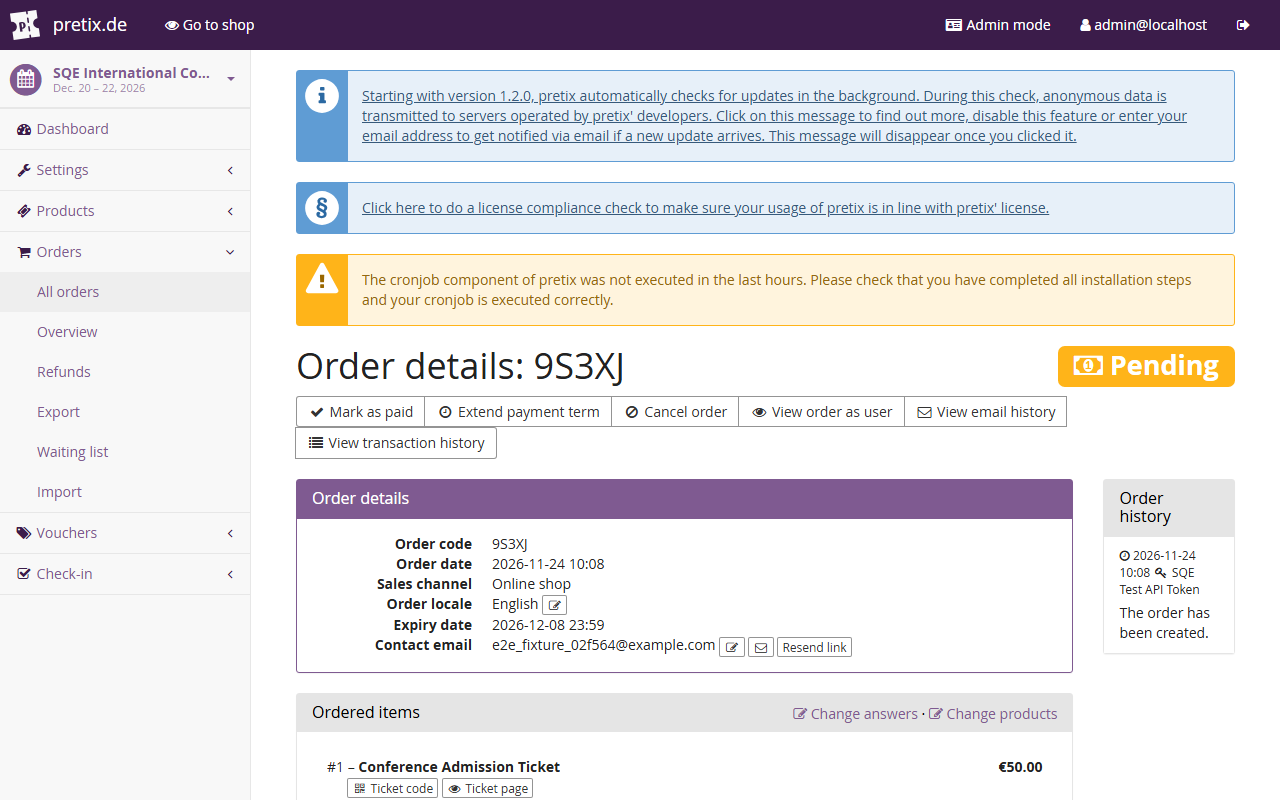 pretix.de
Go to shop
Admin mode
admin@localhost
SQE International Co...
Dec. 20 – 22, 2026
Dashboard
Settings
Products
Orders
All orders
Overview
Refunds
Export
Waiting list
Import
Vouchers
Check-in
Starting with version 1.2.0, pretix automatically checks for updates in the background. During this check, anonymous data is
transmitted to servers operated by pretix' developers. Click on this message to find out more, disable this feature or enter your
email address to get notified via email if a new update arrives. This message will disappear once you clicked it.
Click here to do a license compliance check to make sure your usage of pretix is in line with pretix' license.
The cronjob component of pretix was not executed in the last hours. Please check that you have completed all installation steps
and your cronjob is executed correctly.
Order details: 9S3XJ
Pending
Mark as paid
Extend payment term
Cancel order
View order as user
View email history
View transaction history
Order details
Order code 9S3XJ
Order date 2026-11-24 10:08
Sales channel Online shop
Order locale English
Expiry date 2026-12-08 23:59
Contact email e2e_fixture_02f564@example.com Resend link
Order
history
2026-11-24
10:08 SQE
Test API Token
The order has
been created.
Ordered items
Change answers · Change products
#1 – Conference Admission Ticket €50.00
Ticket code Ticket page